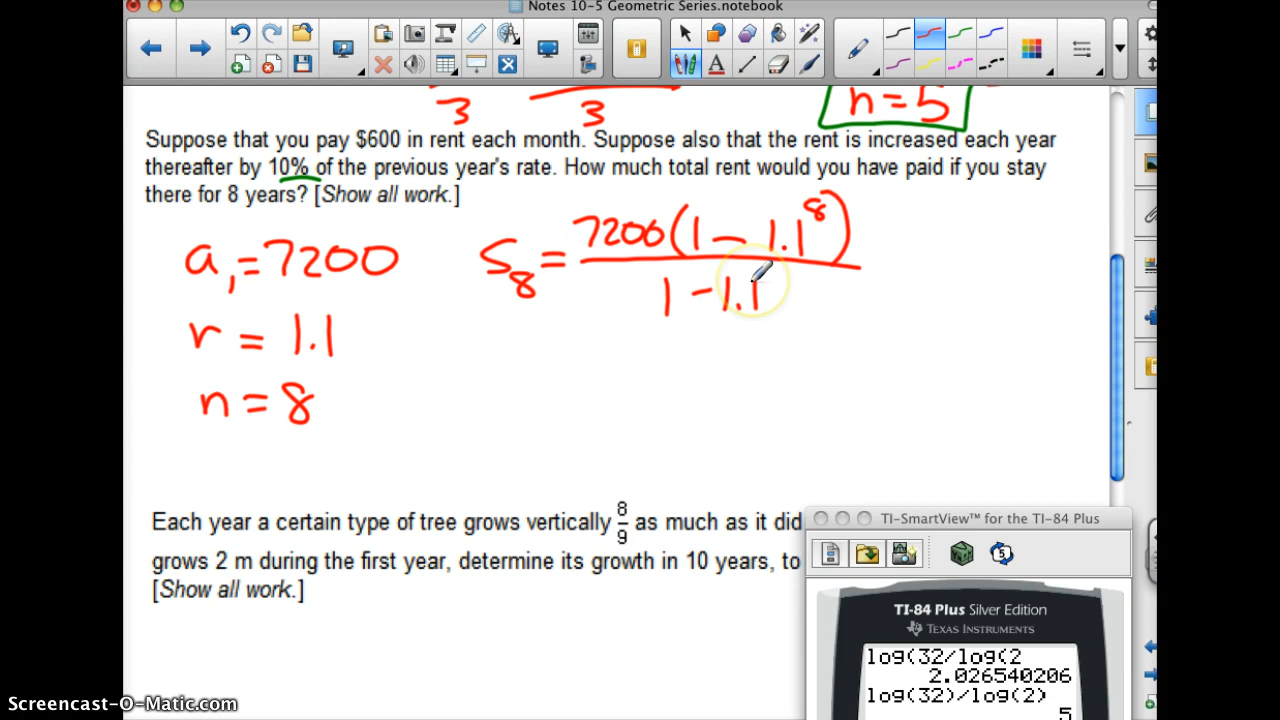 Notes 10-5 Geometric Series.notebook
3 3 n = 5
Suppose that you pay $600 in rent each month. Suppose also that the rent is increased each year
thereafter by 10% of the previous year's rate. How much total rent would you have paid if you stay
there for 8 years? [Show all work.]
a₁ = 7200
r = 1.1
n = 8
S₈ = 7200(1 - 1.1⁸)
1 - 1.1
Each year a certain type of tree grows vertically 8/9 as much as it did
grows 2 m during the first year, determine its growth in 10 years, to
[Show all work.]
TI-SmartView™ for the TI-84 Plus
TI-84 Plus Silver Edition
TEXAS INSTRUMENTS
log(32/log(2
2.026540206
log(32)/log(2)
5
SCREENCAST-O-MATIC.com